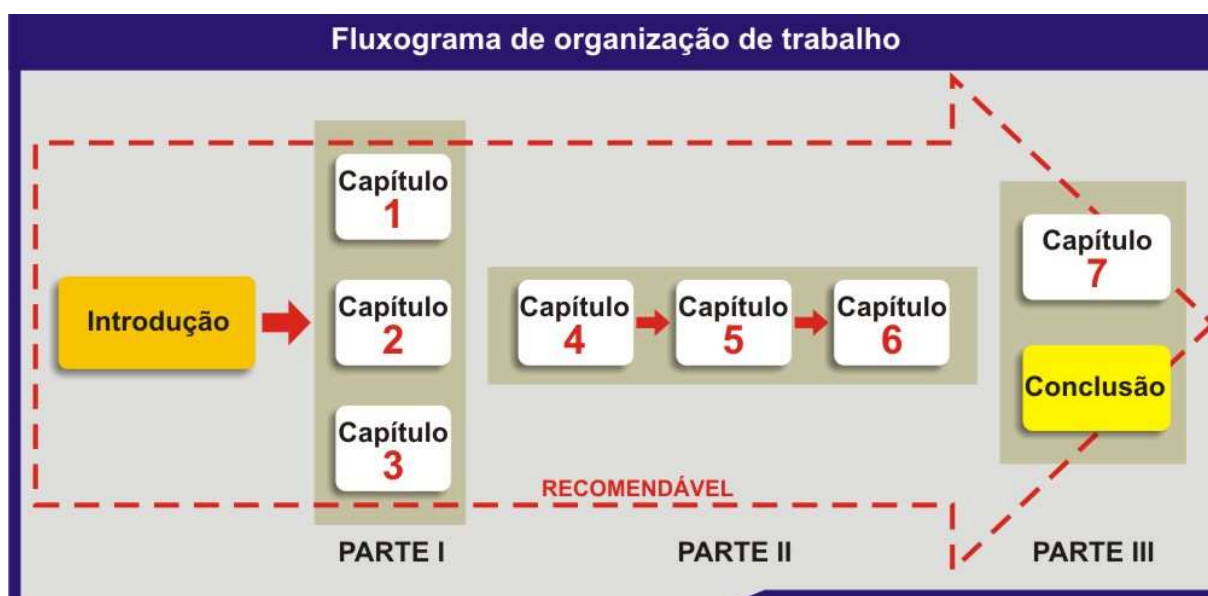 Fluxograma de organização de trabalho
Introdução
Capítulo
1
Capítulo
2
Capítulo
3
Capítulo
4
Capítulo
5
Capítulo
6
Capítulo
7
Conclusão
RECOMENDÁVEL
PARTE I
PARTE II
PARTE III